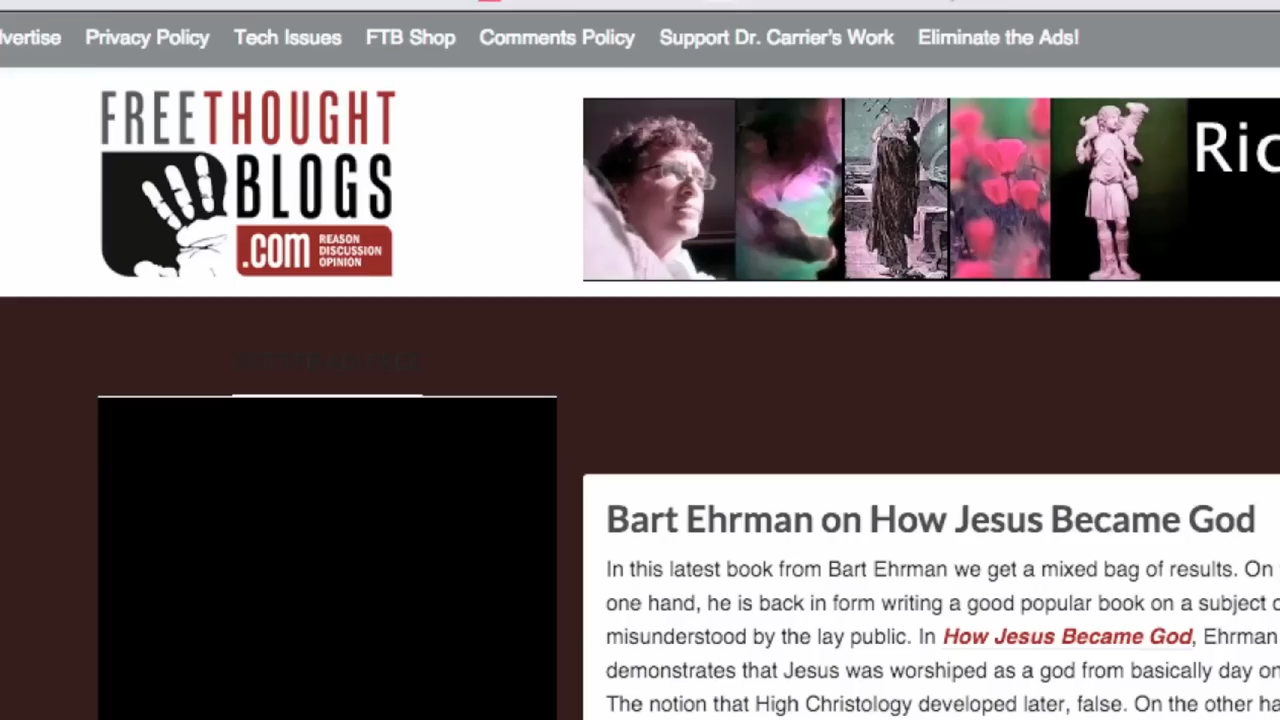 vertise Privacy Policy Tech Issues FTB Shop Comments Policy Support Dr. Carrier's Work Eliminate the Ads!
FREETHOUGHT
BLOGS
.com REASON
DISCUSSION
OPINION
Ric
Bart Ehrman on How Jesus Became God
In this latest book from Bart Ehrman we get a mixed bag of results. On
one hand, he is back in form writing a good popular book on a subject
misunderstood by the lay public. In How Jesus Became God, Ehrman
demonstrates that Jesus was worshiped as a god from basically day on
The notion that High Christology developed later, false. On the other ha